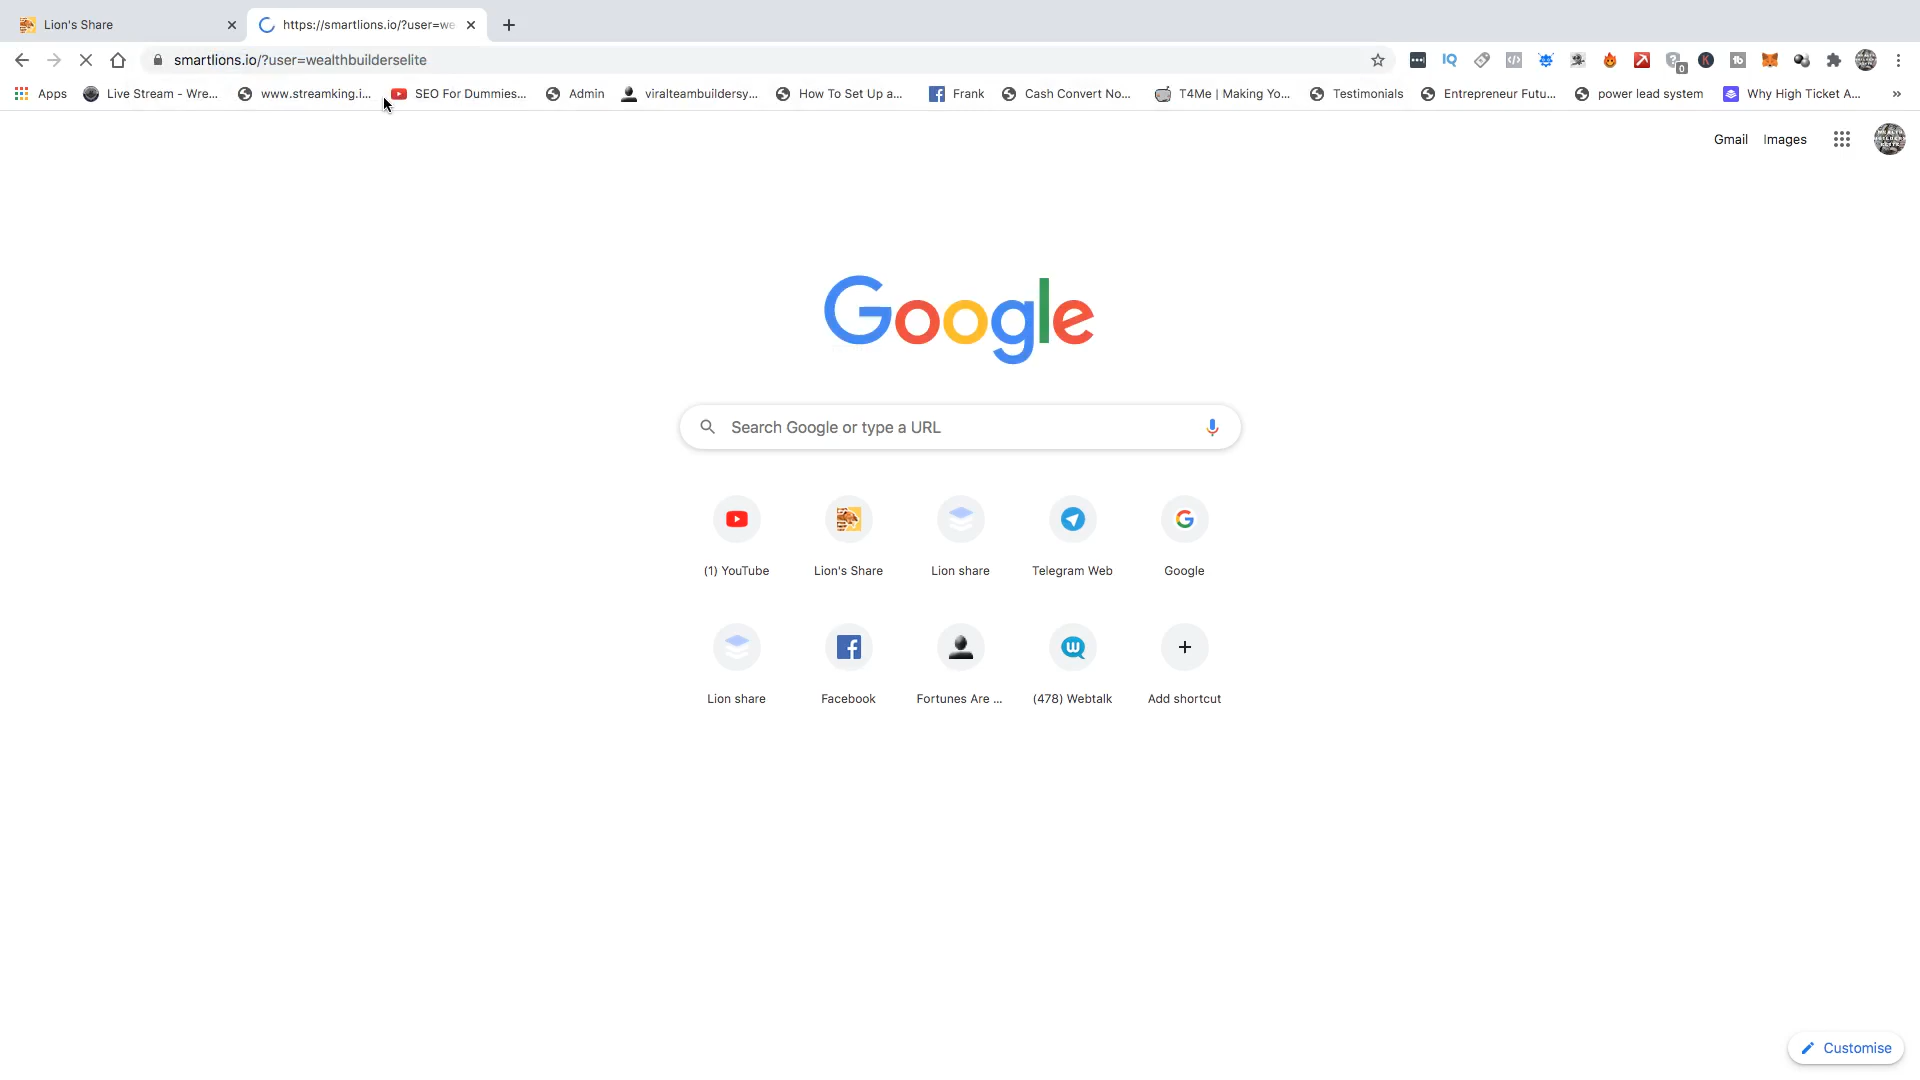 Lion's Share
https://smartlions.io/?user=we
smartlions.io/?user=wealthbuilderselite
0
Apps
Live Stream - Wre...
www.streamking.i...
SEO For Dummies...
Admin
viralteambuildersy...
How To Set Up a...
Frank
Cash Convert No...
T4Me | Making Yo...
Testimonials
Entrepreneur Futu...
power lead system
Why High Ticket A...
Gmail
Images
Google
Search Google or type a URL
(1) YouTube
Lion's Share
Lion share
Telegram Web
Google
Lion share
Facebook
Fortunes Are ...
(478) Webtalk
Add shortcut
Customise